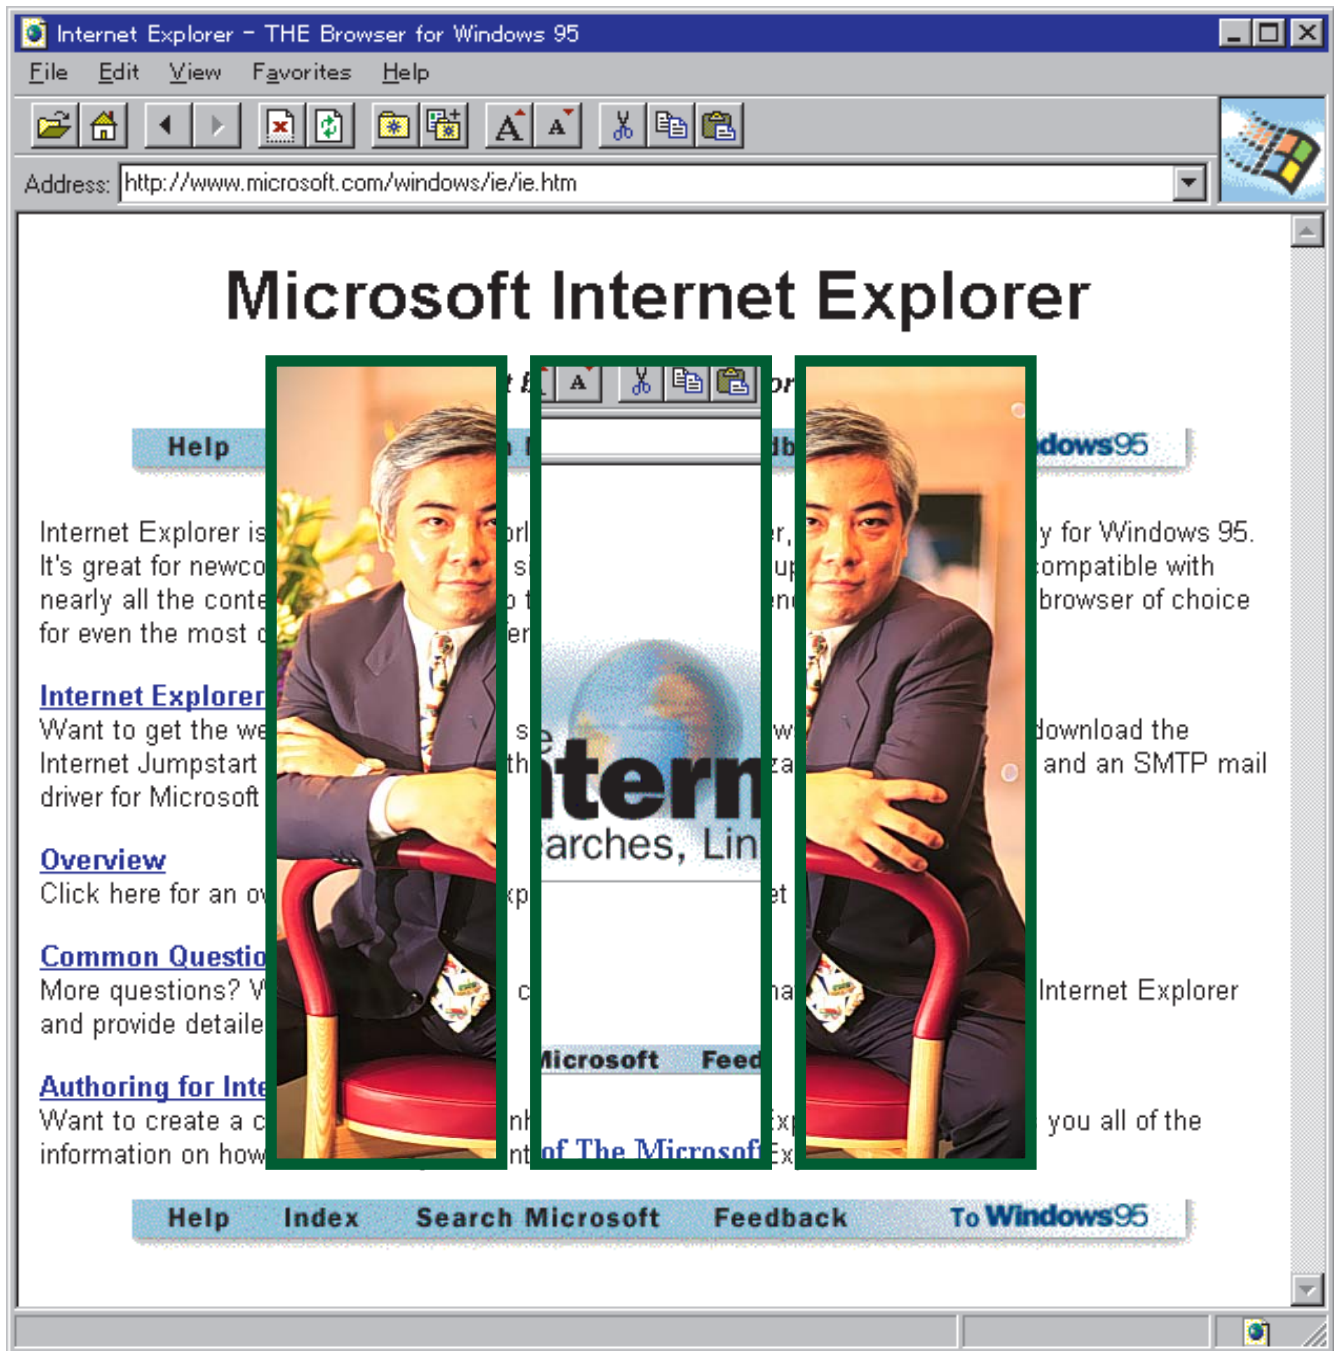 Internet Explorer - THE Browser for Windows 95
File Edit View Favorites Help
Address: http://www.microsoft.com/windows/ie/ie.htm
Microsoft Internet Explorer
Help
dows95
Internet Explorer is
y for Windows 95.
It's great for newco
compatible with
nearly all the conte
browser of choice
for even the most
Internet Explorer
Want to get the we
download the
Internet Jumpstart
and an SMTP mail
driver for Microsoft
tern
arches, Lin
Overview
Click here for an ov
Common Questio
More questions? W
Internet Explorer
and provide detaile
Microsoft Feed
Authoring for Inte
Want to create a c
you all of the
information on how
of The Microsoft
Help Index Search Microsoft Feedback To Windows95